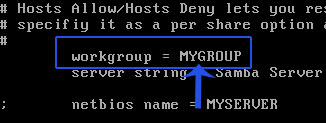 # Hosts Allow/Hosts Deny lets you res
# specifiy it as a per share option a
#
workgroup = MYGROUP
server string = Samba Server
; netbios name = MYSERVER